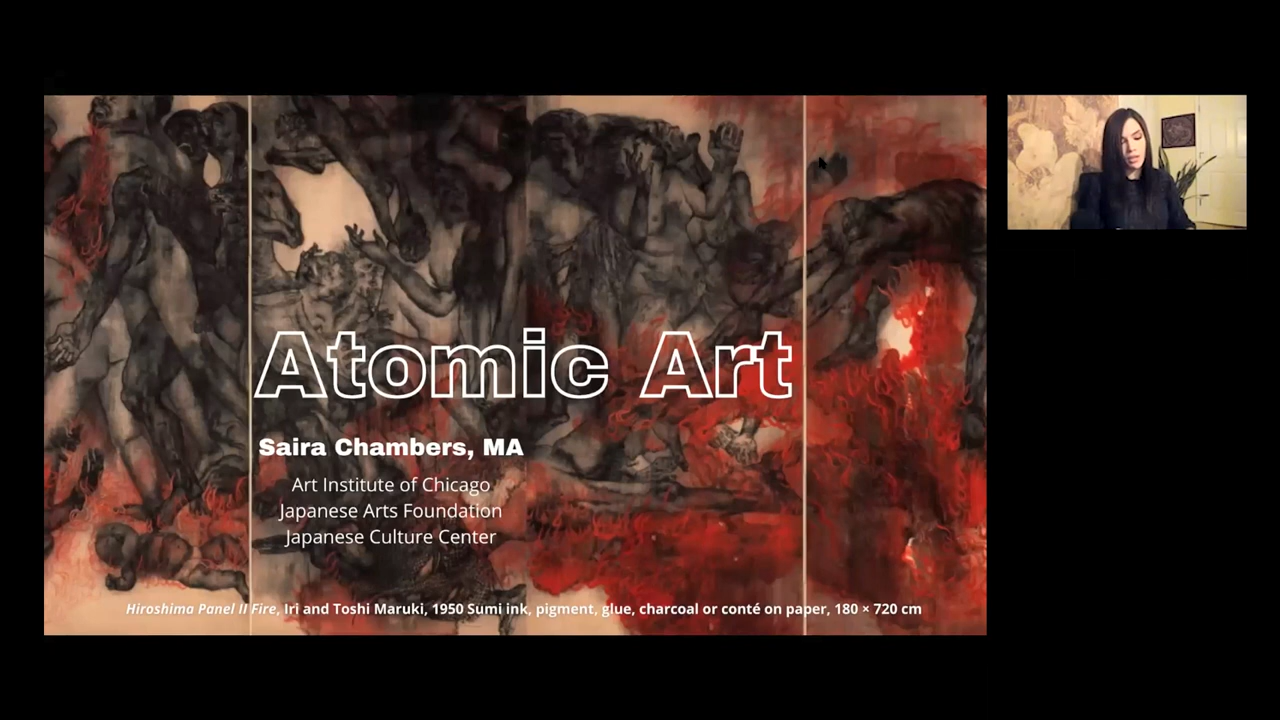 Atomic Art
Saira Chambers, MA
Art Institute of Chicago
Japanese Arts Foundation
Japanese Culture Center
Hiroshima Panel II Fire, Iri and Toshi Maruki, 1950 Sumi ink, pigment, glue, charcoal or conté on paper, 180 × 720 cm